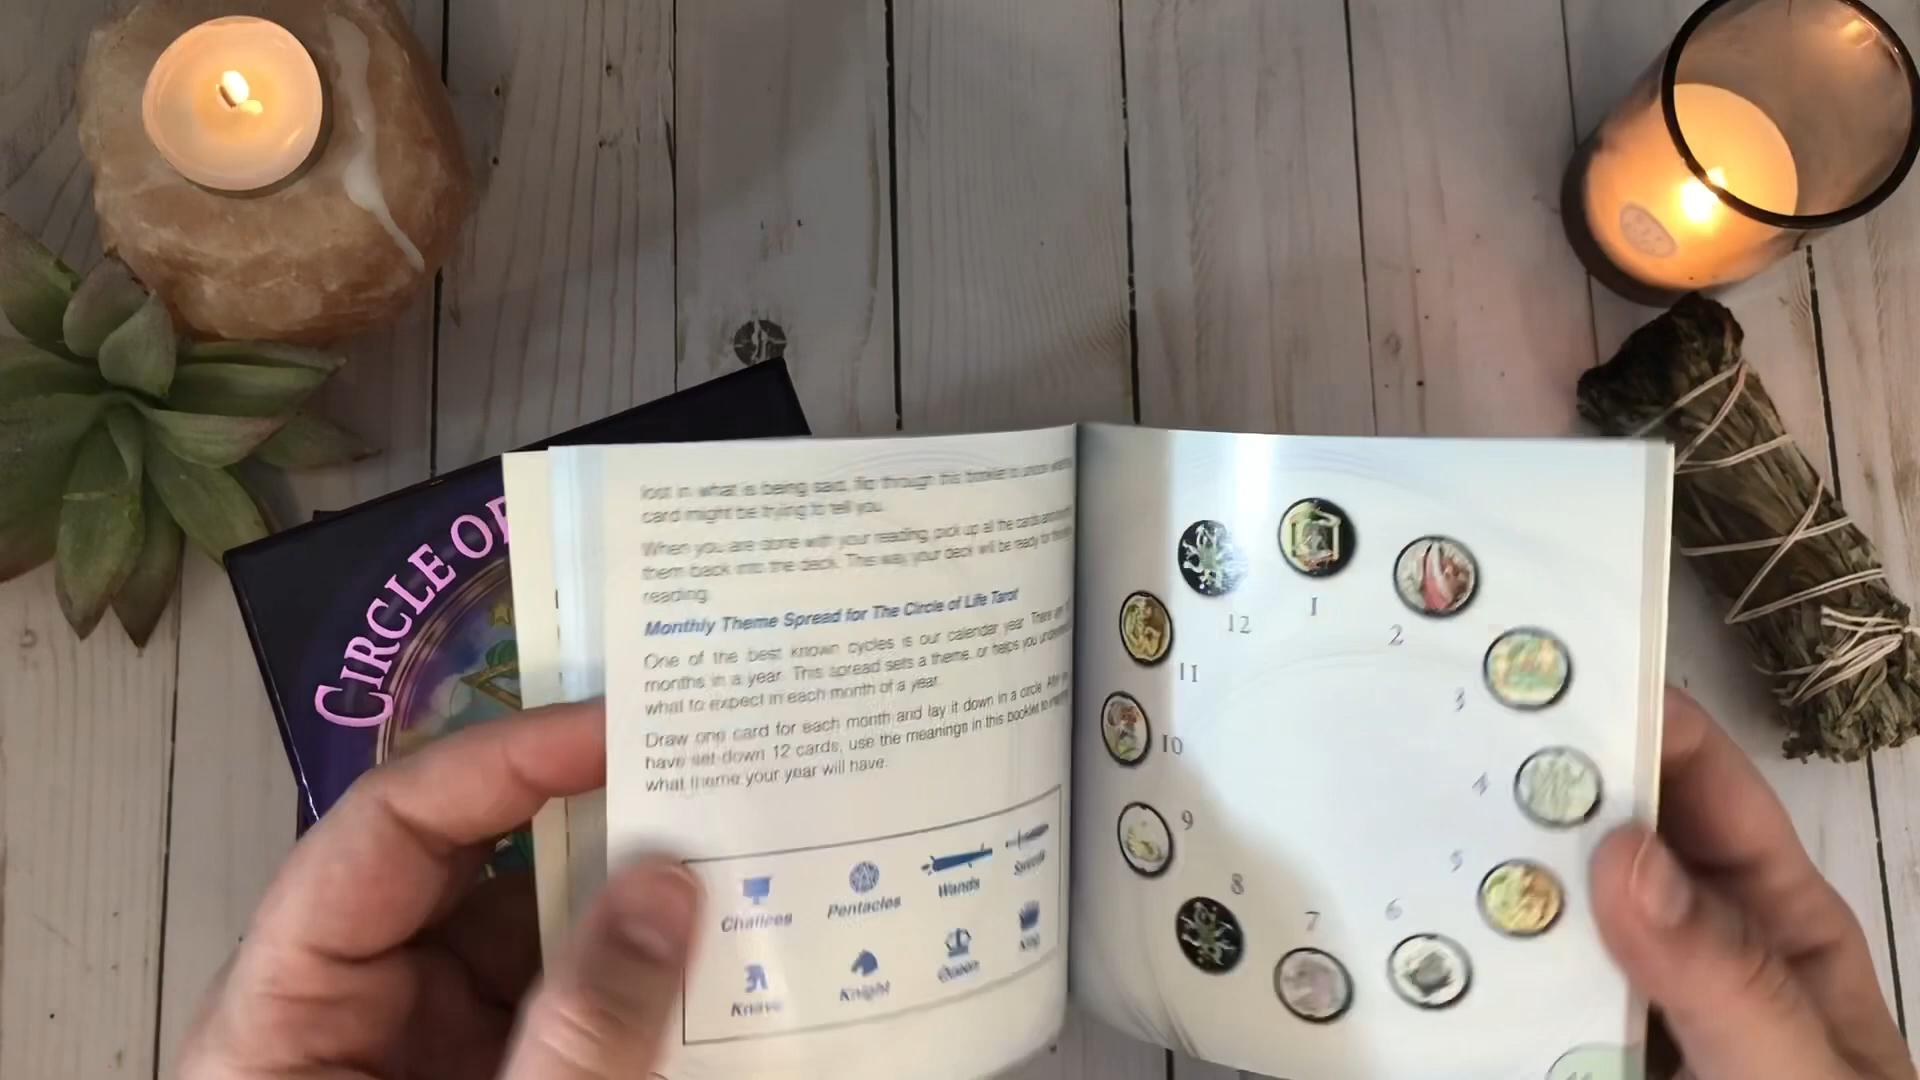 CIRCLE OF
lost in what is being said, flip through this booklet to unlock
card might be trying to tell you.
When you are done with your reading, pick up all the cards and
them back into the deck. This way your deck will be ready for
reading.
Monthly Theme Spread for The Circle of Life Tarot
One of the best known cycles is our calendar year. There are
months in a year. This spread sets a theme, or helps you
what to expect in each month of a year.
Draw one card for each month and lay it down in a circle.
have set down 12 cards, use the meanings in this booklet to
what theme your year will have.
Chalices Pentacles Wands Swords
Knave Knight Queen King
12
1
2
3
4
5
6
7
8
9
10
11